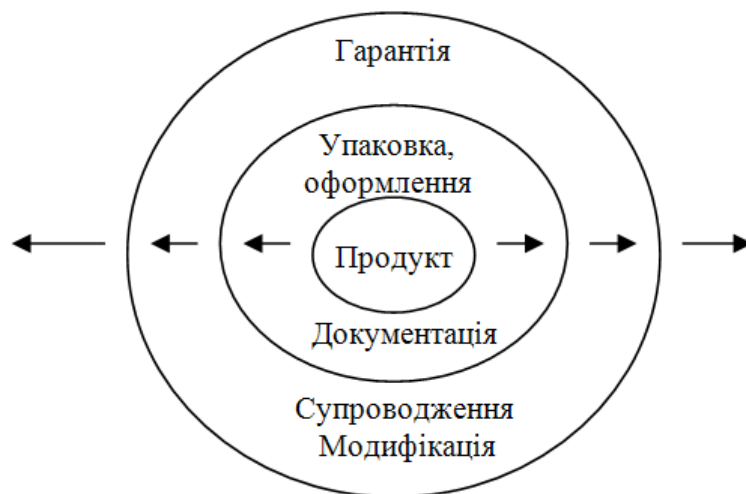 Гарантія
Упаковка,
оформлення
Продукт
Документація
Супроводження
Модифікація